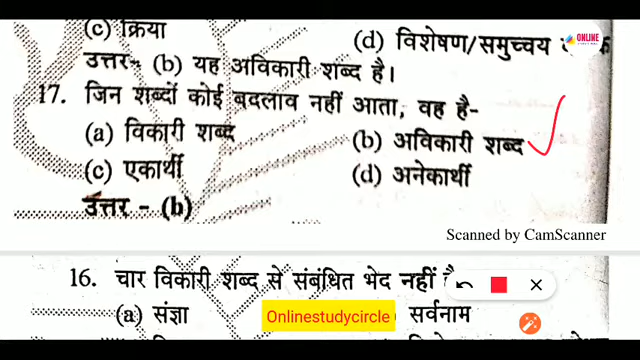 (c) क्रिया
(d) विशेषण/समुच्चय
ONLINE
उत्तर- (b) यह अविकारी शब्द है।
17. जिन शब्दों कोई बदलाव नहीं आता, वह है-
(a) विकारी शब्द (b) अविकारी शब्द
(c) एकार्थी (d) अनेकार्थी
उत्तर - (b)
Scanned by CamScanner
16. चार विकारी शब्द से संबंधित भेद नहीं
(a) संज्ञा Onlinestudycircle सर्वनाम